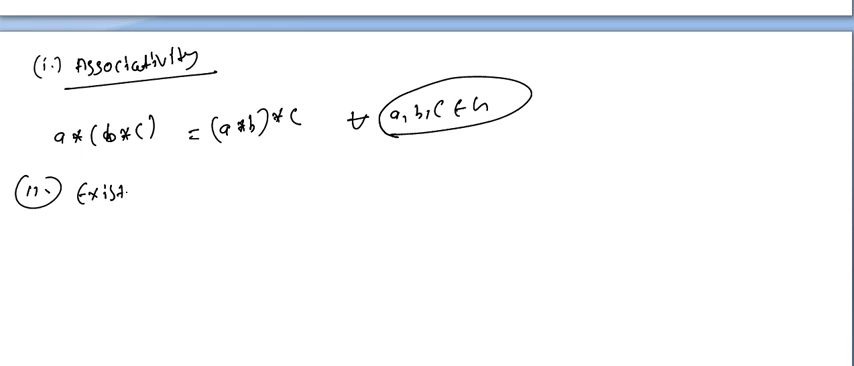 (i.) Associativity
a * (b * c) = (a * b) * c ∀ a, b, c ∈ G
(ii.) Exist.